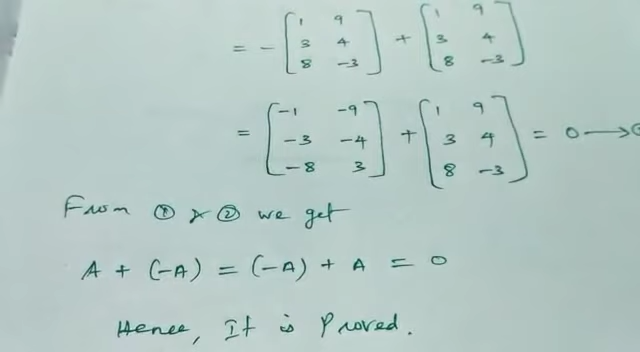 = - [ 1 9 ] + [ 1 9 ]
3 4 3 4
8 -3 8 -3
= [ -1 -9 ] + [ 1 9 ] = 0 →
-3 -4 3 4
-8 3 8 -3
From ① & ② we get
A + (-A) = (-A) + A = 0
Hence, It is Proved.